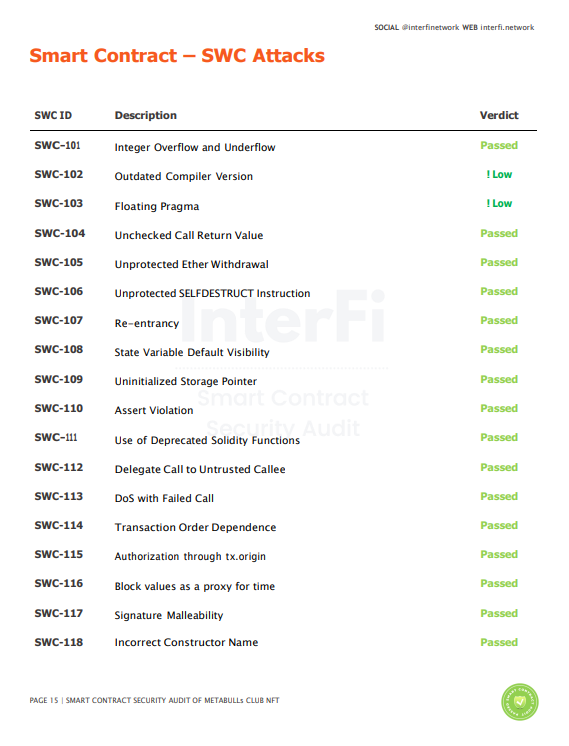 SOCIAL @interfinetwork WEB interfi.network
Smart Contract – SWC Attacks
SWC ID Description Verdict
SWC-101 Integer Overflow and Underflow Passed
SWC-102 Outdated Compiler Version ! Low
SWC-103 Floating Pragma ! Low
SWC-104 Unchecked Call Return Value Passed
SWC-105 Unprotected Ether Withdrawal Passed
SWC-106 Unprotected SELFDESTRUCT Instruction Passed
InterFi
SWC-107 Re-entrancy Passed
SWC-108 State Variable Default Visibility Passed
SWC-109 Uninitialized Storage Pointer Passed
Smart Contract
SWC-110 Assert Violation Passed
Security Audit
SWC-111 Use of Deprecated Solidity Functions Passed
SWC-112 Delegate Call to Untrusted Callee Passed
SWC-113 DoS with Failed Call Passed
SWC-114 Transaction Order Dependence Passed
SWC-115 Authorization through tx.origin Passed
SWC-116 Block values as a proxy for time Passed
SWC-117 Signature Malleability Passed
SWC-118 Incorrect Constructor Name Passed
PAGE 15 | SMART CONTRACT SECURITY AUDIT OF METABULLs CLUB NFT